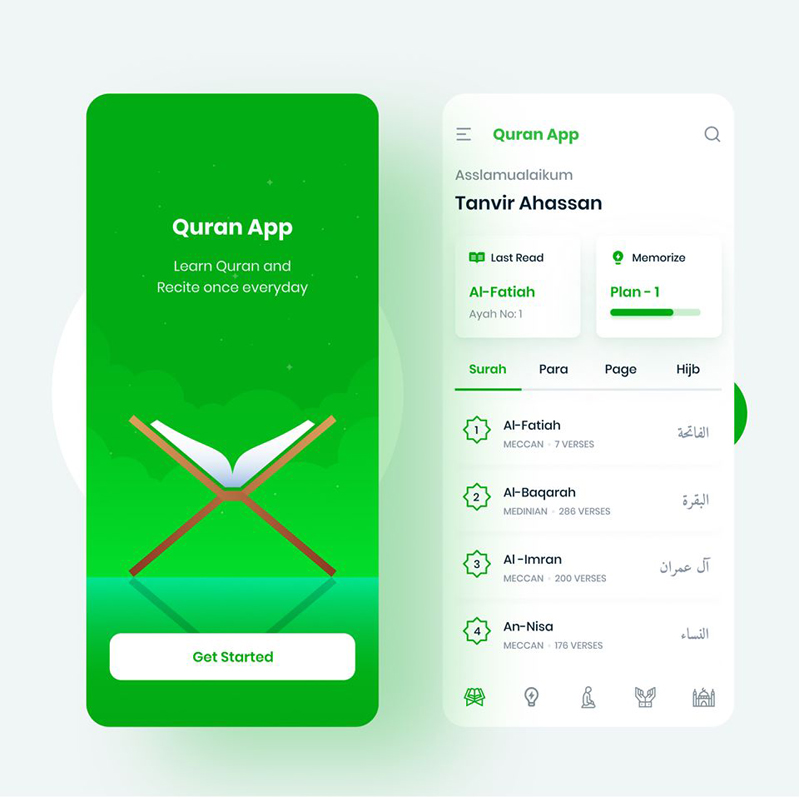 Quran App
Learn Quran and
Recite once everyday
Get Started
Quran App
Asslamualaikum
Tanvir Ahassan
Last Read
Al-Fatiah
Ayah No: 1
Memorize
Plan - 1
Surah Para Page Hijb
1 Al-Fatiah الفاتحة
MECCAN · 7 VERSES
2 Al-Baqarah البقرة
MEDINIAN · 286 VERSES
3 Al -Imran آل عمران
MECCAN · 200 VERSES
4 An-Nisa النساء
MECCAN · 176 VERSES